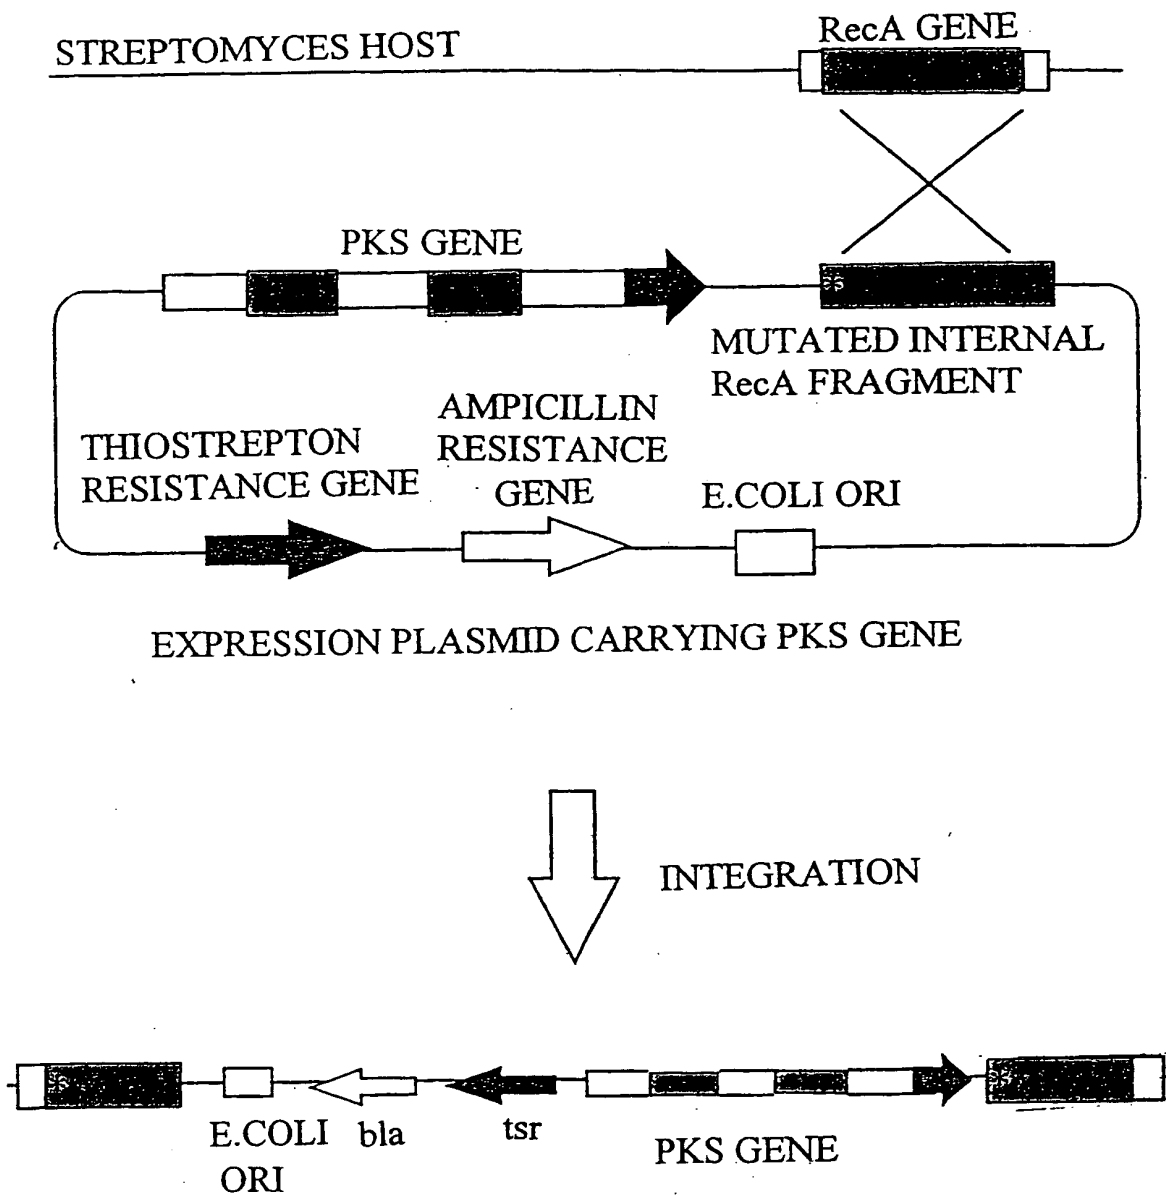 STREPTOMYCES HOST
RecA GENE
PKS GENE
**
MUTATED INTERNAL
RecA FRAGMENT
THIOSTREPTON
RESISTANCE GENE
AMPICILLIN
RESISTANCE
GENE
E.COLI ORI
EXPRESSION PLASMID CARRYING PKS GENE
INTEGRATION
*
**
E.COLI
ORI
bla
tsr
PKS GENE